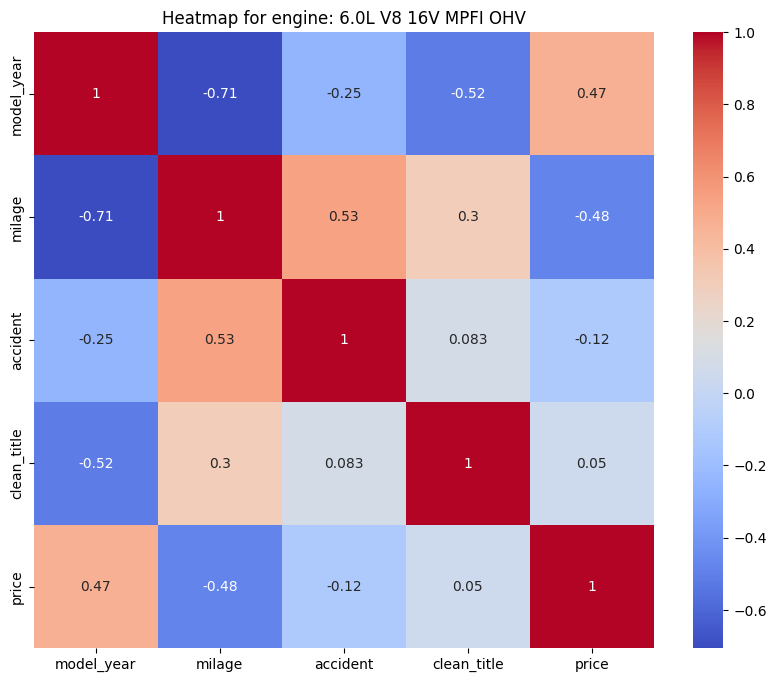 Heatmap for engine: 6.0L V8 16V MPFI OHV
model_year 1 -0.71 -0.25 -0.52 0.47
milage -0.71 1 0.53 0.3 -0.48
accident -0.25 0.53 1 0.083 -0.12
clean_title -0.52 0.3 0.083 1 0.05
price 0.47 -0.48 -0.12 0.05 1
model_year milage accident clean_title price
1.0
0.8
0.6
0.4
0.2
0.0
−0.2
−0.4
−0.6